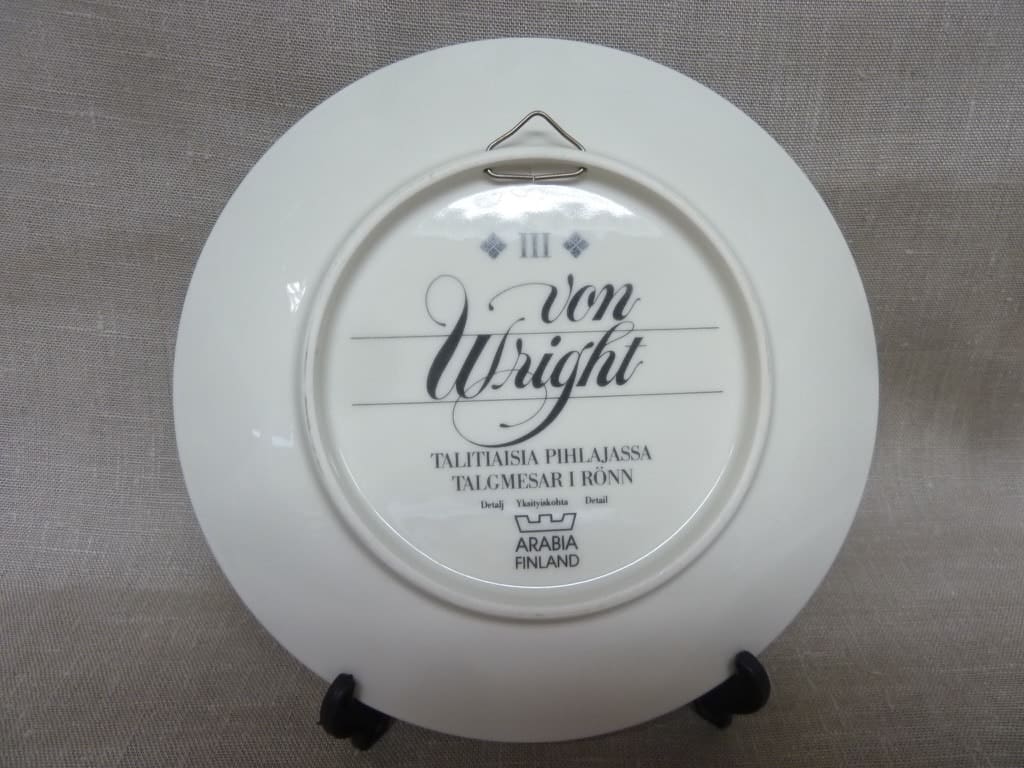 III
von
Wright
TALITIAISIA PIHLAJASSA
TALGMESAR I RÖNN
Detalj Yksityiskohta Detail
ARABIA
FINLAND